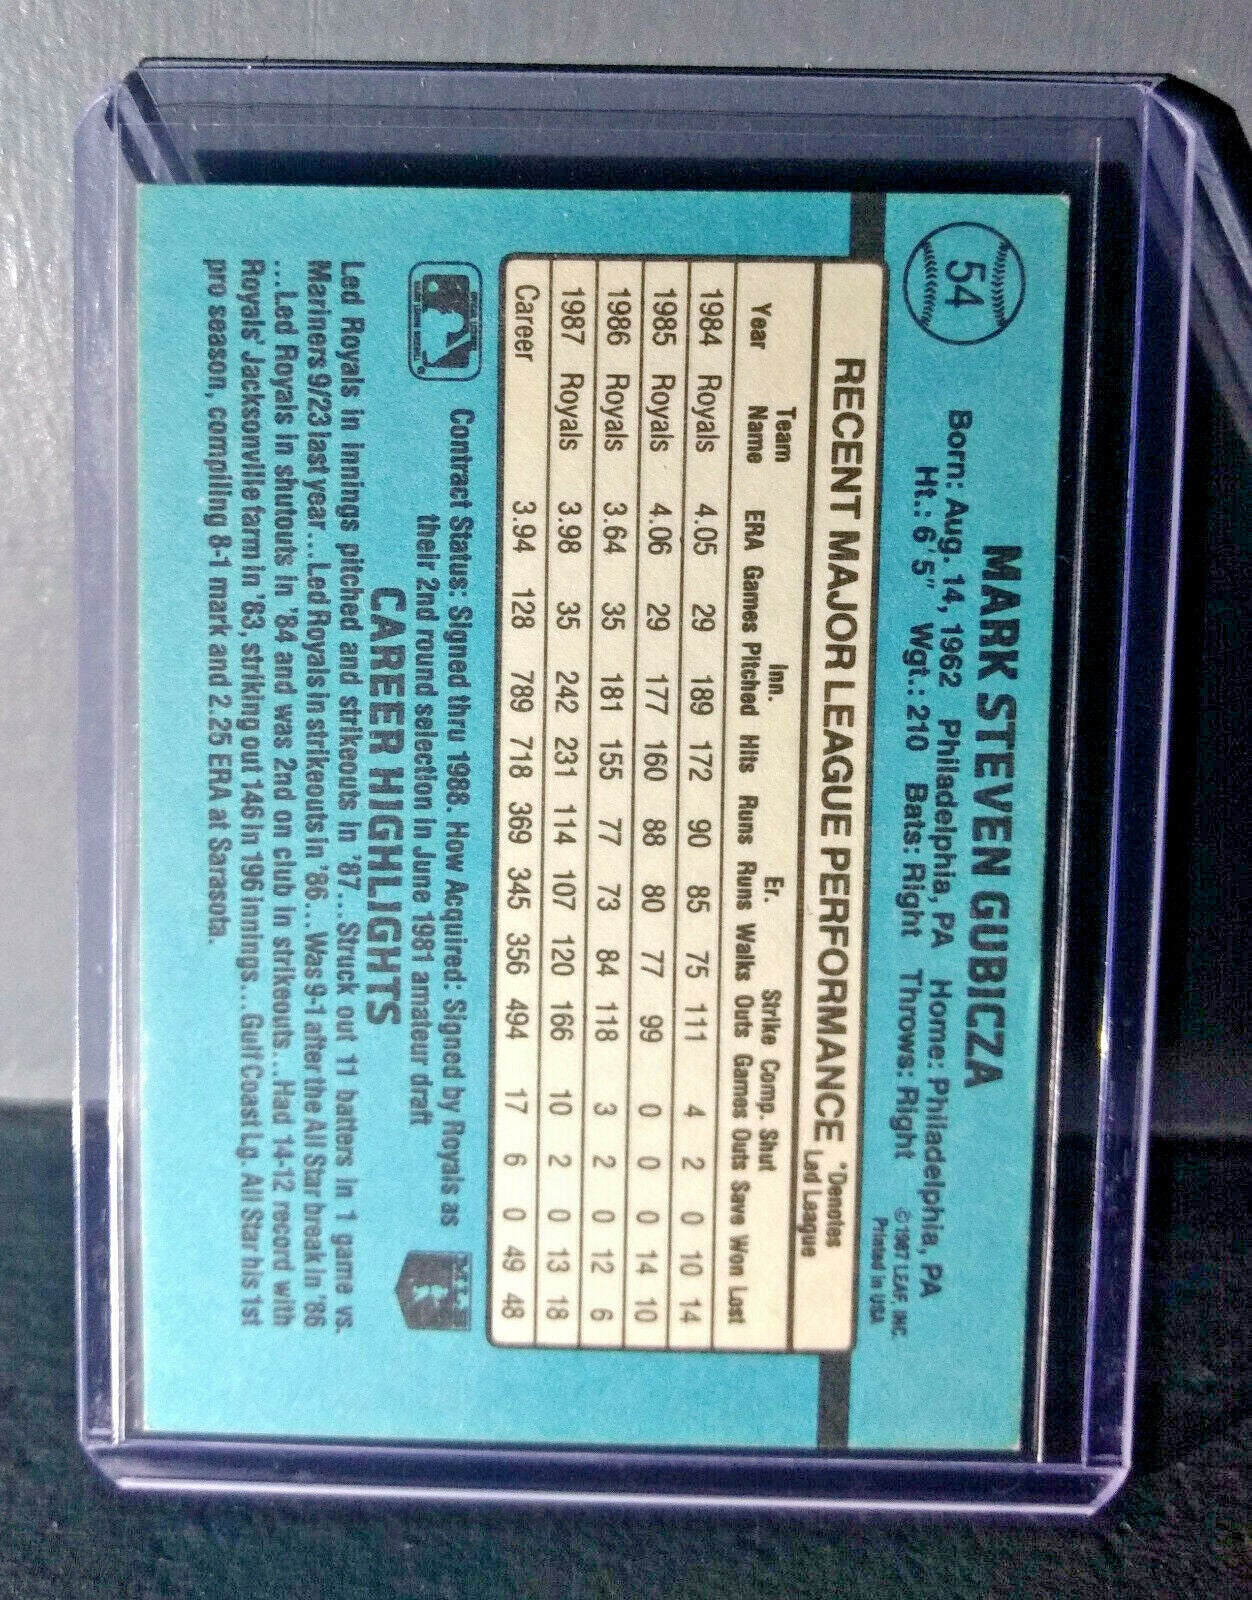 54
MARK STEVEN GUBICZA
Born: Aug. 14, 1962 Philadelphia, PA Home: Philadelphia, PA
Ht.: 6'5" Wgt.: 210 Bats: Right Throws: Right
©1987 LEAF, INC.
Printed in USA
RECENT MAJOR LEAGUE PERFORMANCE *Denotes Led League
Team Inn. Er. Strike Comp. Shut
Year Name ERA Games Pitched Hits Runs Runs Walks Outs Games Outs Save Won Lost
1984 Royals 4.05 29 189 172 90 85 75 111 4 2 0 10 14
1985 Royals 4.06 29 177 160 88 80 77 99 0 0 0 14 10
1986 Royals 3.64 35 181 155 77 73 84 118 3 2 0 12 6
1987 Royals 3.98 35 242 231 114 107 120 166 10 2 0 13 18
Career 3.94 128 789 718 369 345 356 494 17 6 0 49 48
Contract Status: Signed thru 1988. How Acquired: Signed by Royals as
their 2nd round selection in June 1981 amateur draft
CAREER HIGHLIGHTS
Led Royals in innings pitched and strikeouts in '87...Struck out 11 batters in 1 game vs.
Mariners 9/23 last year...Led Royals in strikeouts in '86...Was 9-1 after the All Star break in '86
...Led Royals in shutouts in '84 and was 2nd on club in strikeouts...Had 14-12 record with
Royals' Jacksonville farm in '83, striking out 146 in 196 innings...Gulf Coast Lg. All Star his 1st
pro season, compiling 8-1 mark and 2.25 ERA at Sarasota.